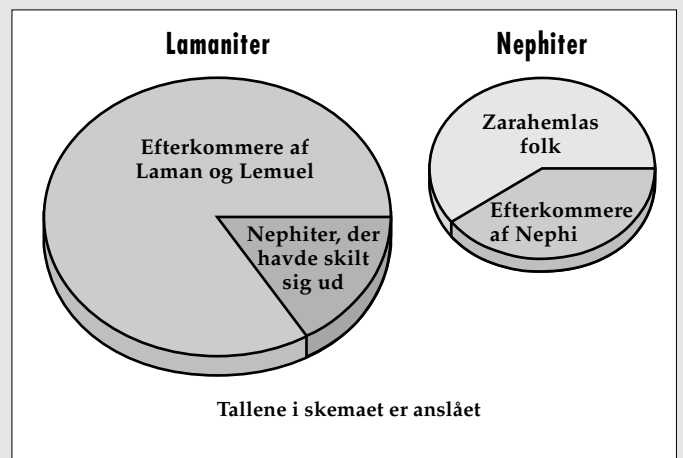 Lamaniter
Nephiter
Efterkommere af
Laman og Lemuel
Nephiter, der
havde skilt
sig ud
Zarahemlas
folk
Efterkommere
af Nephi
Tallene i skemaet er anslået